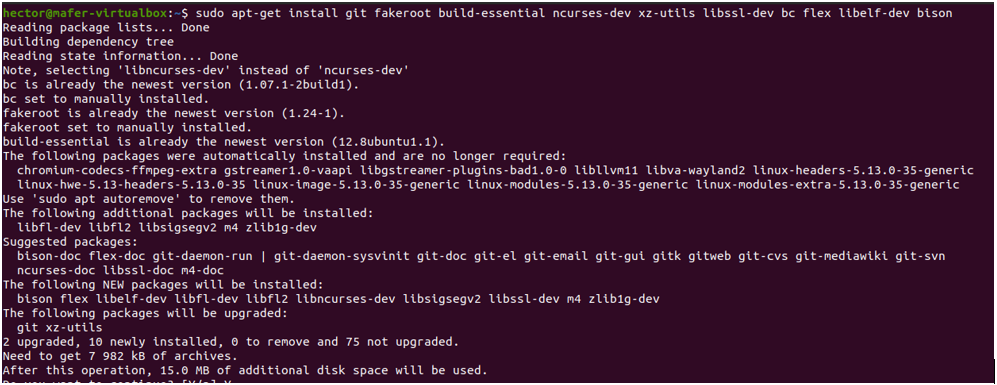 hector@mafer-virtualbox:~$ sudo apt-get install git fakeroot build-essential ncurses-dev xz-utils libssl-dev bc flex libelf-dev bison
Reading package lists... Done
Building dependency tree
Reading state information... Done
Note, selecting 'libncurses-dev' instead of 'ncurses-dev'
bc is already the newest version (1.07.1-2build1).
bc set to manually installed.
fakeroot is already the newest version (1.24-1).
fakeroot set to manually installed.
build-essential is already the newest version (12.8ubuntu1.1).
The following packages were automatically installed and are no longer required:
chromium-codecs-ffmpeg-extra gstreamer1.0-vaapi libgstreamer-plugins-bad1.0-0 libllvm11 libva-wayland2 linux-headers-5.13.0-35-generic
linux-hwe-5.13-headers-5.13.0-35 linux-image-5.13.0-35-generic linux-modules-5.13.0-35-generic linux-modules-extra-5.13.0-35-generic
Use 'sudo apt autoremove' to remove them.
The following additional packages will be installed:
libfl-dev libfl2 libsigsegv2 m4 zlib1g-dev
Suggested packages:
bison-doc flex-doc git-daemon-run | git-daemon-sysvinit git-doc git-el git-email git-gui gitk gitweb git-cvs git-mediawiki git-svn
ncurses-doc libssl-doc m4-doc
The following NEW packages will be installed:
bison flex libelf-dev libfl-dev libfl2 libncurses-dev libsigsegv2 libssl-dev m4 zlib1g-dev
The following packages will be upgraded:
git xz-utils
2 upgraded, 10 newly installed, 0 to remove and 75 not upgraded.
Need to get 7 982 kB of archives.
After this operation, 15.0 MB of additional disk space will be used.